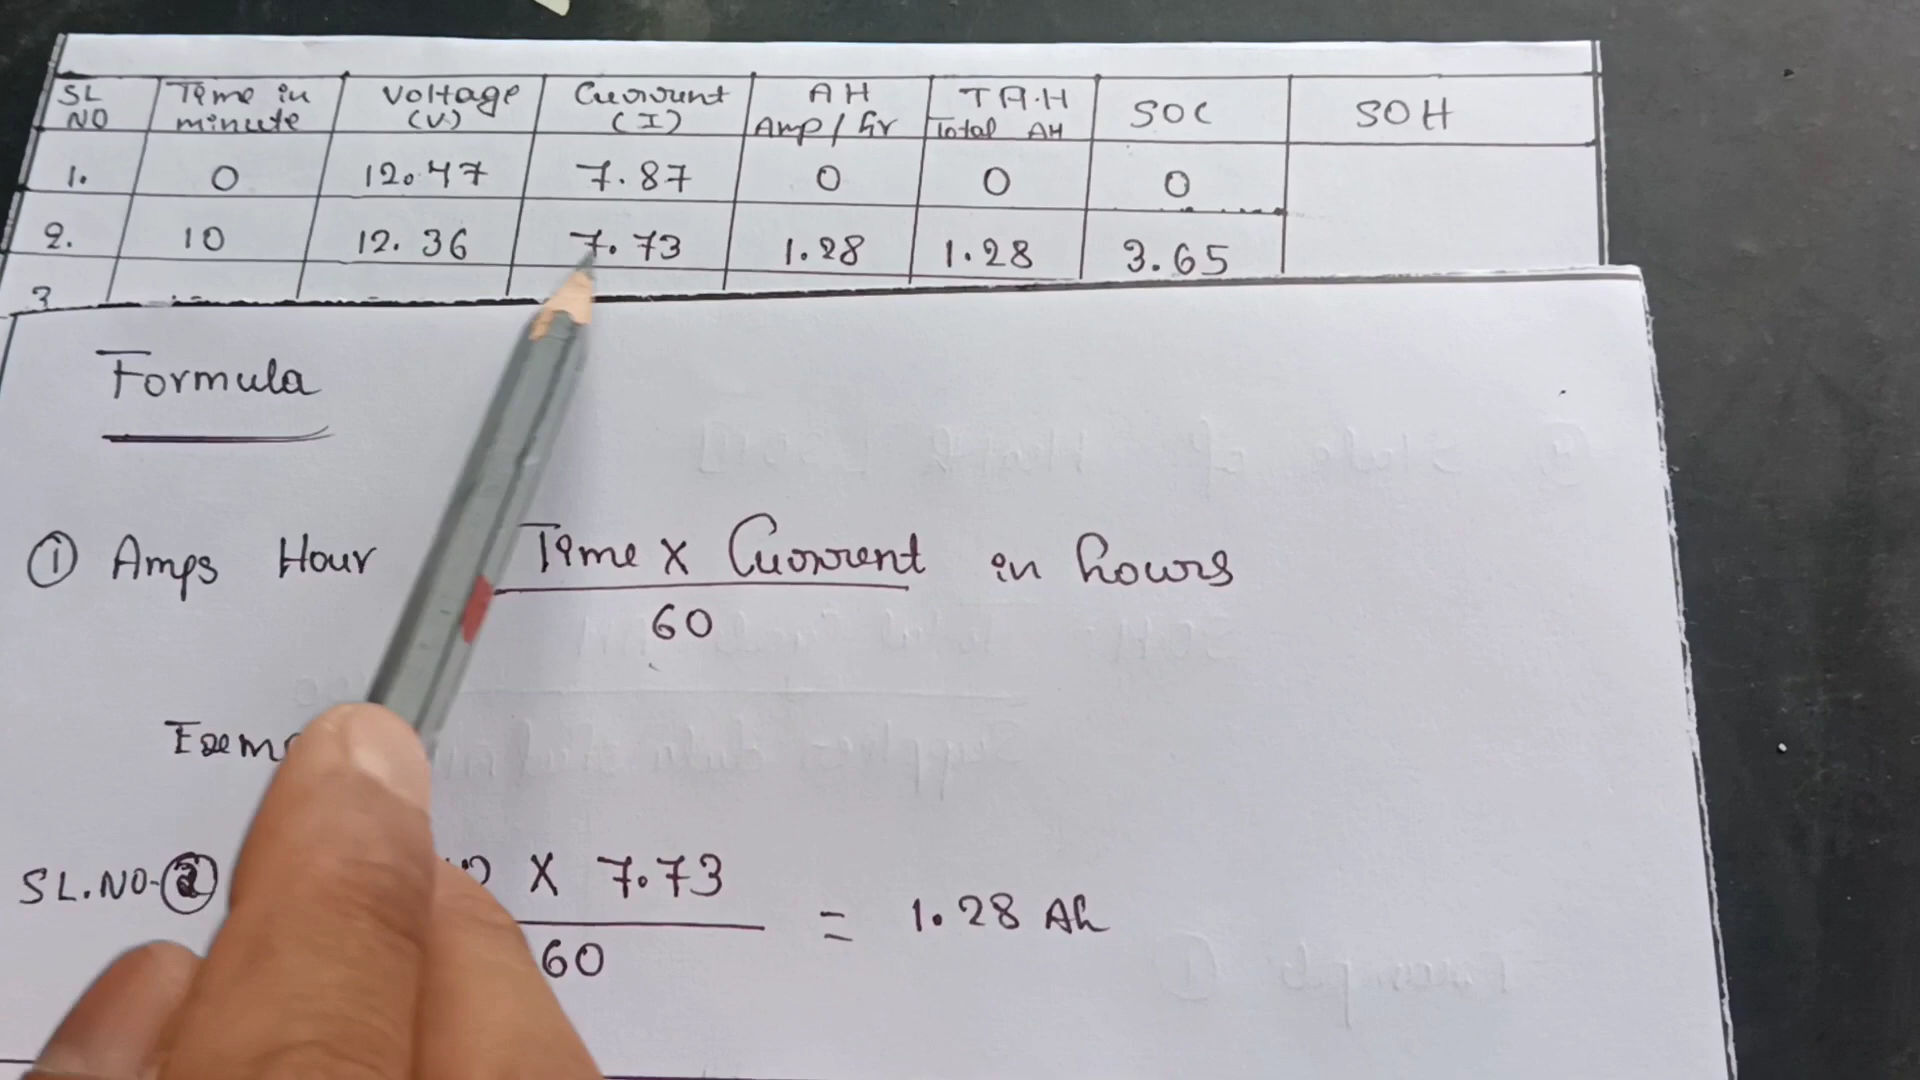 SL NO Time in minute Voltage (V) Current (I) AH Amp/hr T A.H Total AH SOC SOH
1. 0 12.47 7.87 0 0 0
2. 10 12.36 7.73 1.28 1.28 3.65
3
Formula
① Amps Hour Time X Current in hours
60
SL.NO-② X 7.73 = 1.28 Ah
60